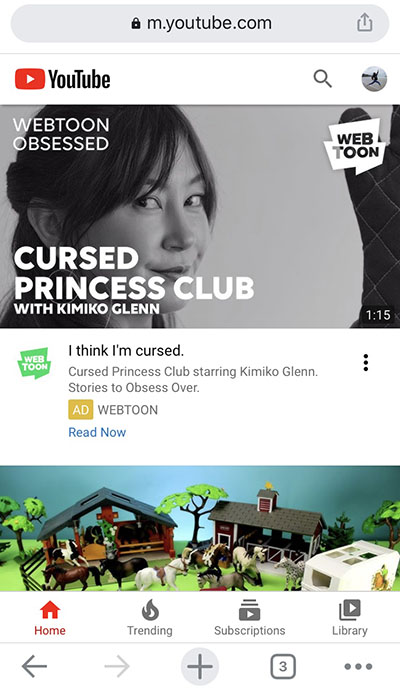 m.youtube.com
YouTube
WEBTOON
OBSESSED
WEB
TOON
CURSED
PRINCESS CLUB
WITH KIMIKO GLENN
1:15
WEB
TOON
I think I'm cursed.
Cursed Princess Club starring Kimiko Glenn.
Stories to Obsess Over.
AD WEBTOON
Read Now
Home Trending Subscriptions Library
3